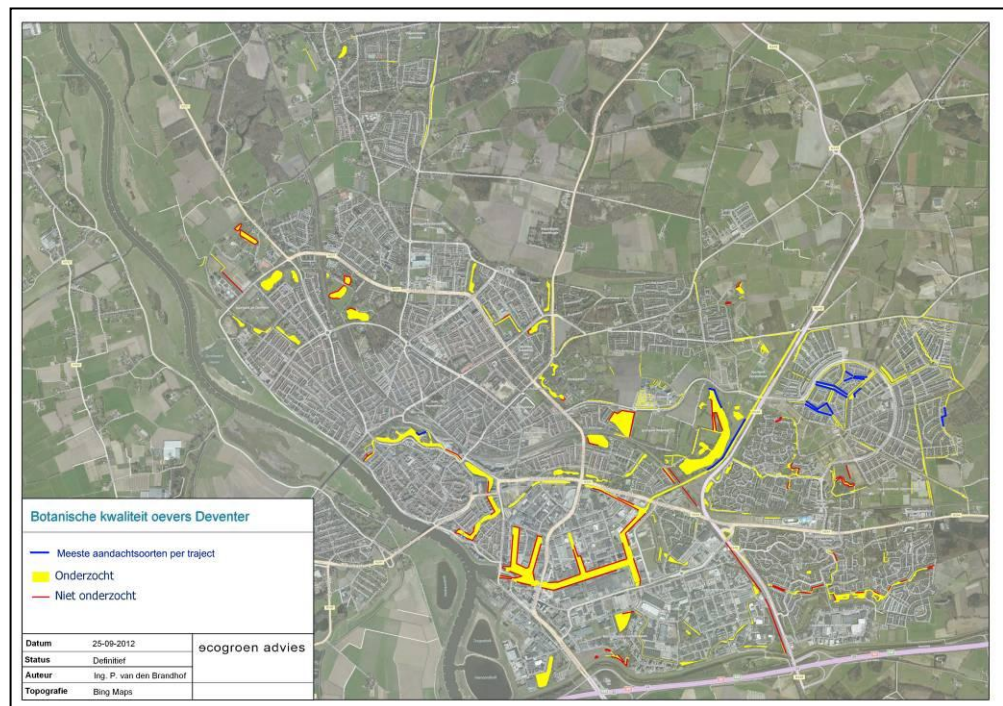 Botanische kwaliteit oevers Deventer
Meeste aandachtsoorten per traject
Onderzocht
Niet onderzocht
Datum 25-09-2012
Status Definitief
Auteur Ing. P. van den Brandhof
Topografie Bing Maps
ecogroen advies